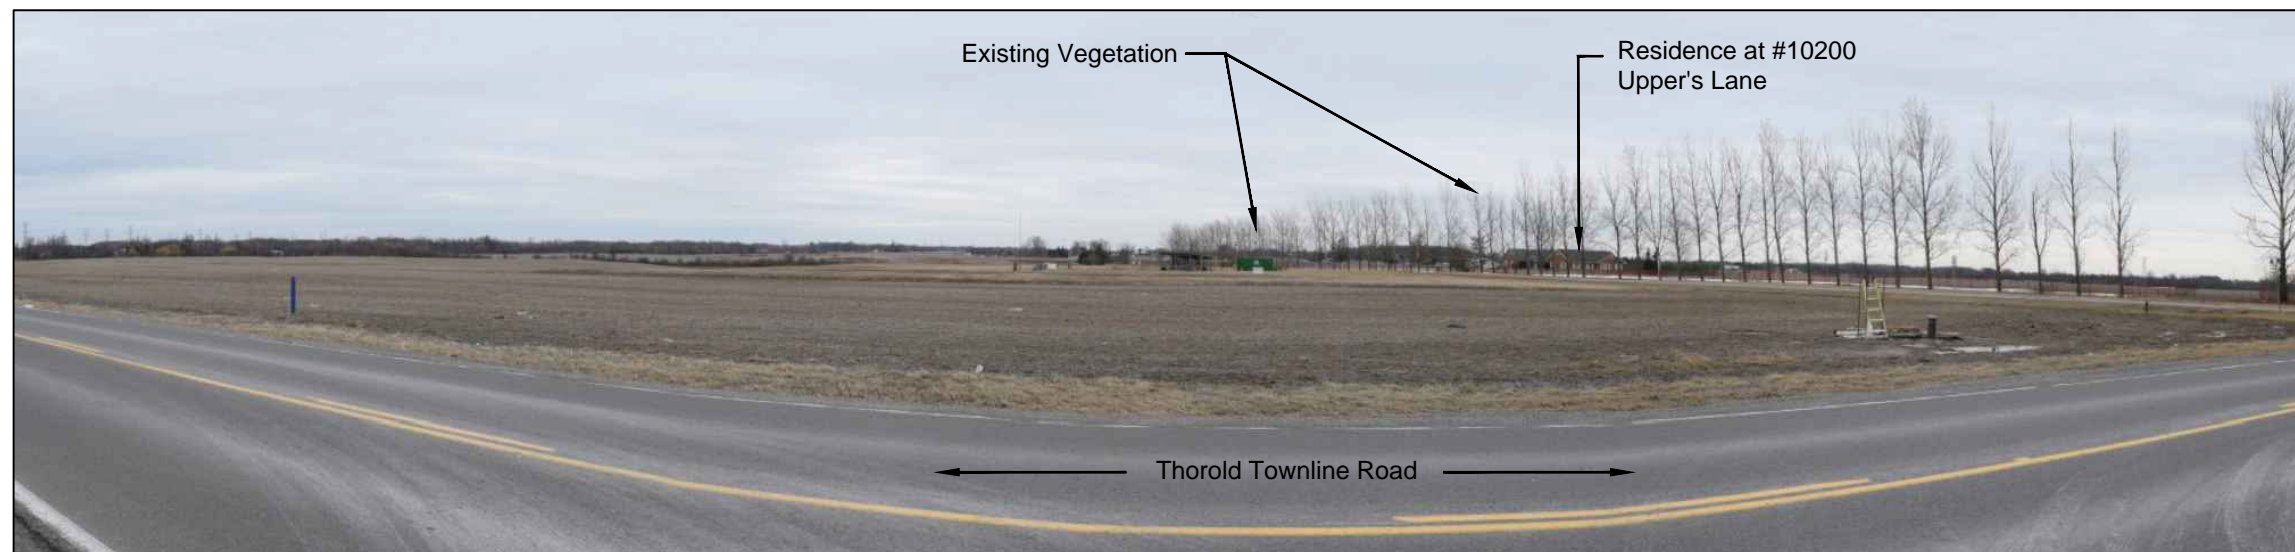 Existing Vegetation
Residence at #10200
Upper's Lane
Thorold Townline Road